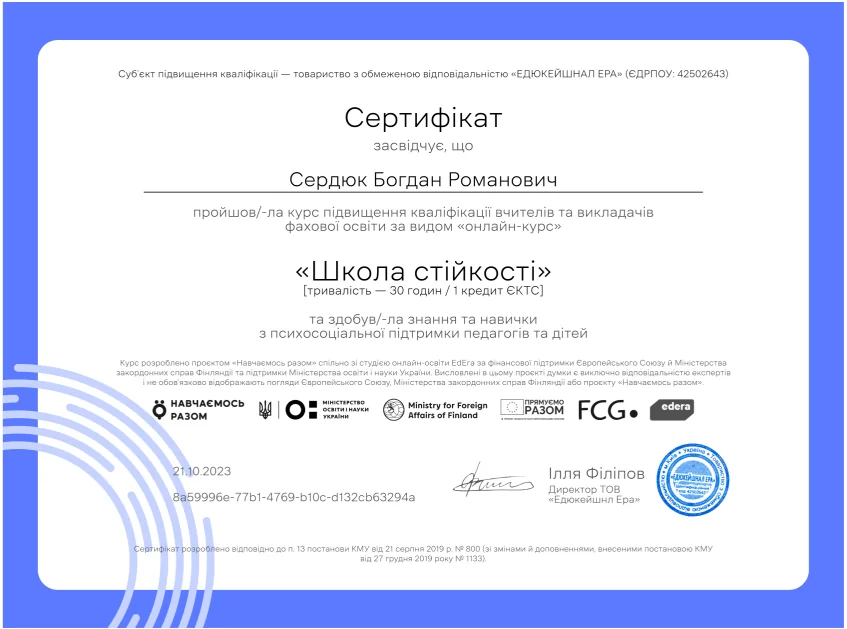 Суб'єкт підвищення кваліфікації — товариство з обмеженою відповідальністю «ЕДЮКЕЙШНАЛ ЕРА» (ЄДРПОУ: 42502643)
Сертифікат
засвідчує, що
Сердюк Богдан Романович
пройшов/-ла курс підвищення кваліфікації вчителів та викладачів
фахової освіти за видом «онлайн-курс»
«Школа стійкості»
[тривалість — 30 годин / 1 кредит ЄКТС]
та здобув/-ла знання та навички
з психосоціальної підтримки педагогів та дітей
Курс розроблено проєктом «Навчаємось разом» спільно зі студією онлайн-освіти EdEra за фінансової підтримки Європейського Союзу й Міністерства
закордонних справ Фінляндії та підтримки Міністерства освіти і науки України. Висловлені в цьому проєкті думки є виключно відповідальністю експертів
і не обов'язково відображають погляди Європейського Союзу, Міністерства закордонних справ Фінляндії або проєкту «Навчаємось разом».
НАВЧАЄМОСЬ
РАЗОМ
МІНІСТЕРСТВО
ОСВІТИ І НАУКИ
УКРАЇНИ
Ministry for Foreign
Affairs of Finland
ПРЯМУЄМО
РАЗОМ
FCG.
edera
21.10.2023
8a59996e-77b1-4769-b10c-d132cb63294a
Ілля Філіпов
Директор ТОВ
«Едюкейшнл Ера»
«ЕДЮКЕЙШНЛ ЕРА»
Сертифікат розроблено відповідно до п. 13 постанови КМУ від 21 серпня 2019 р. № 800 (зі змінами й доповненнями, внесеними постановою КМУ
від 27 грудня 2019 року № 1133).